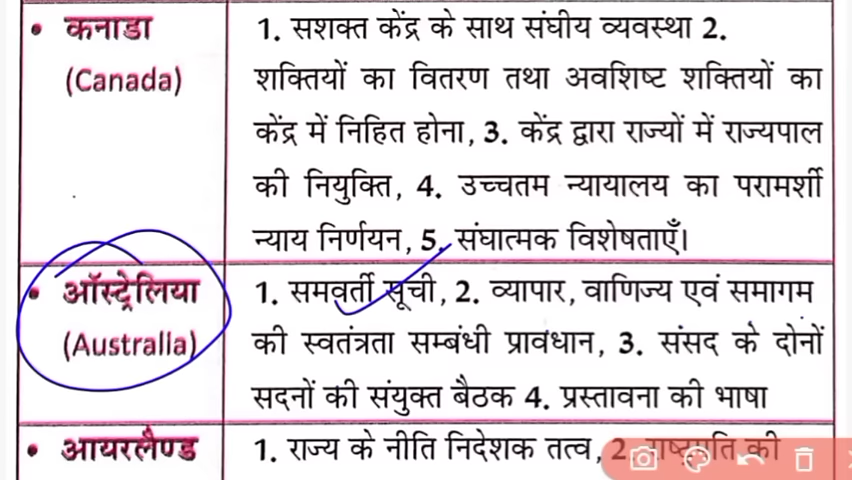 • कनाडा
(Canada)
1. सशक्त केंद्र के साथ संघीय व्यवस्था 2.
शक्तियों का वितरण तथा अवशिष्ट शक्तियों का
केंद्र में निहित होना, 3. केंद्र द्वारा राज्यों में राज्यपाल
की नियुक्ति, 4. उच्चतम न्यायालय का परामर्शी
न्याय निर्णयन, 5. संघात्मक विशेषताएँ।
• ऑस्ट्रेलिया
(Australia)
1. समवर्ती सूची, 2. व्यापार, वाणिज्य एवं समागम
की स्वतंत्रता सम्बंधी प्रावधान, 3. संसद के दोनों
सदनों की संयुक्त बैठक 4. प्रस्तावना की भाषा
• आयरलैण्ड
1. राज्य के नीति निदेशक तत्व, 2. राष्ट्रपति की